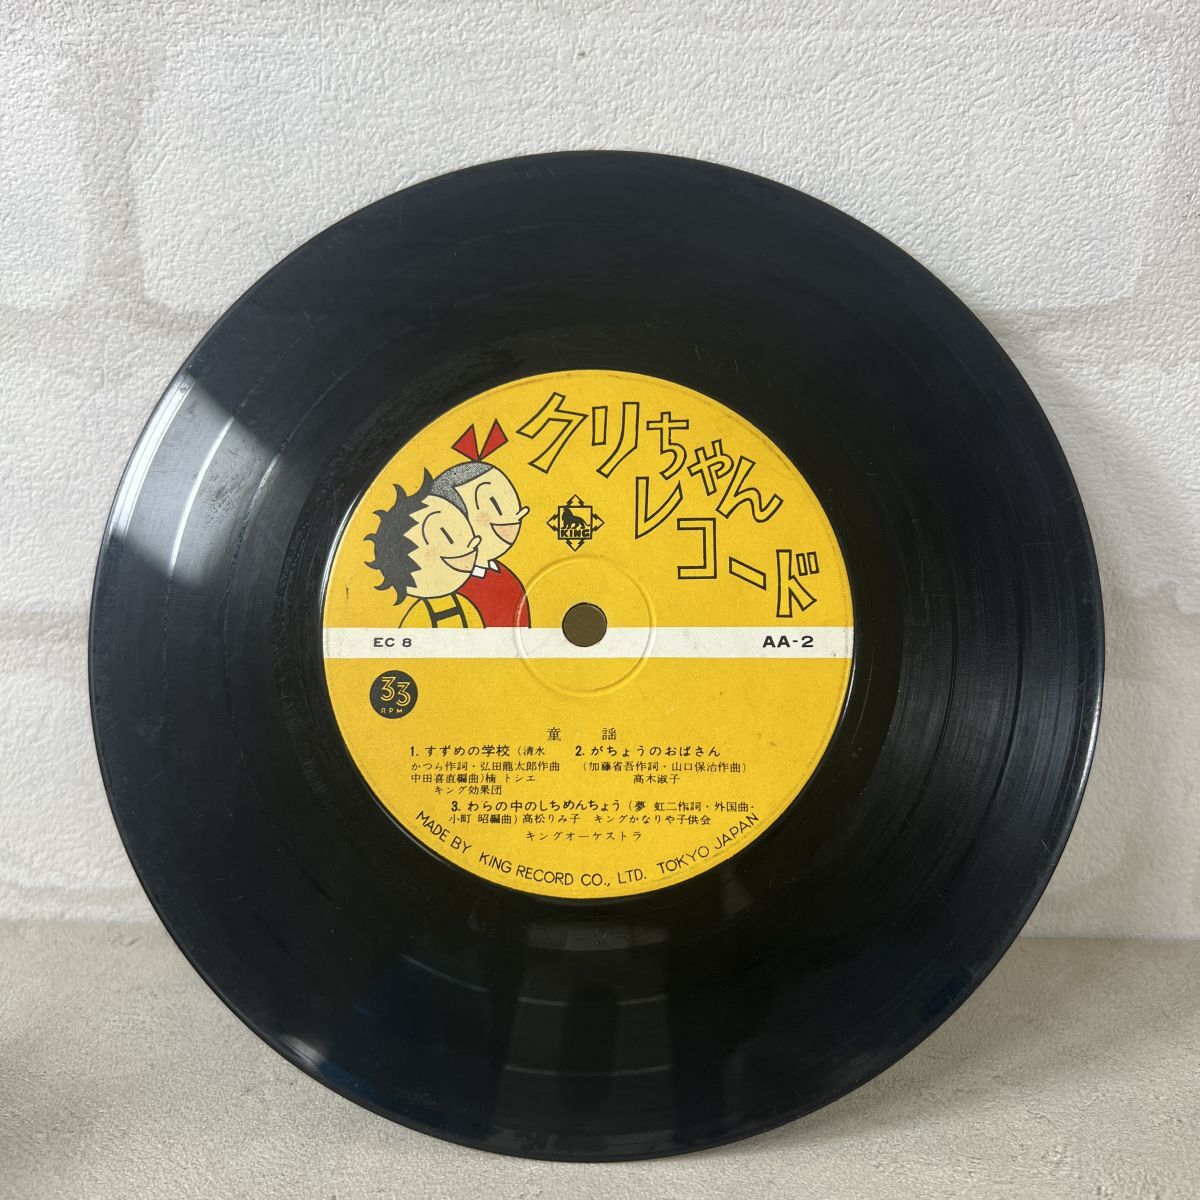 クリちゃん
レコード
KING
EC 8
AA-2
33
RPM
童謡
1. すずめの学校 (清水
かつら作詞・弘田龍太郎作曲
中田喜直編曲) 楠 トシエ
キング効果団
2. がちょうのおばさん
(加藤省吾作詞・山口保治作曲)
高木淑子
3. わらの中のしちめんちょう (夢 虹二作詞・外国曲・
小町 昭編曲) 高松りみ子 キングかなりや子供会
キングオーケストラ
MADE BY KING RECORD CO., LTD. TOKYO JAPAN